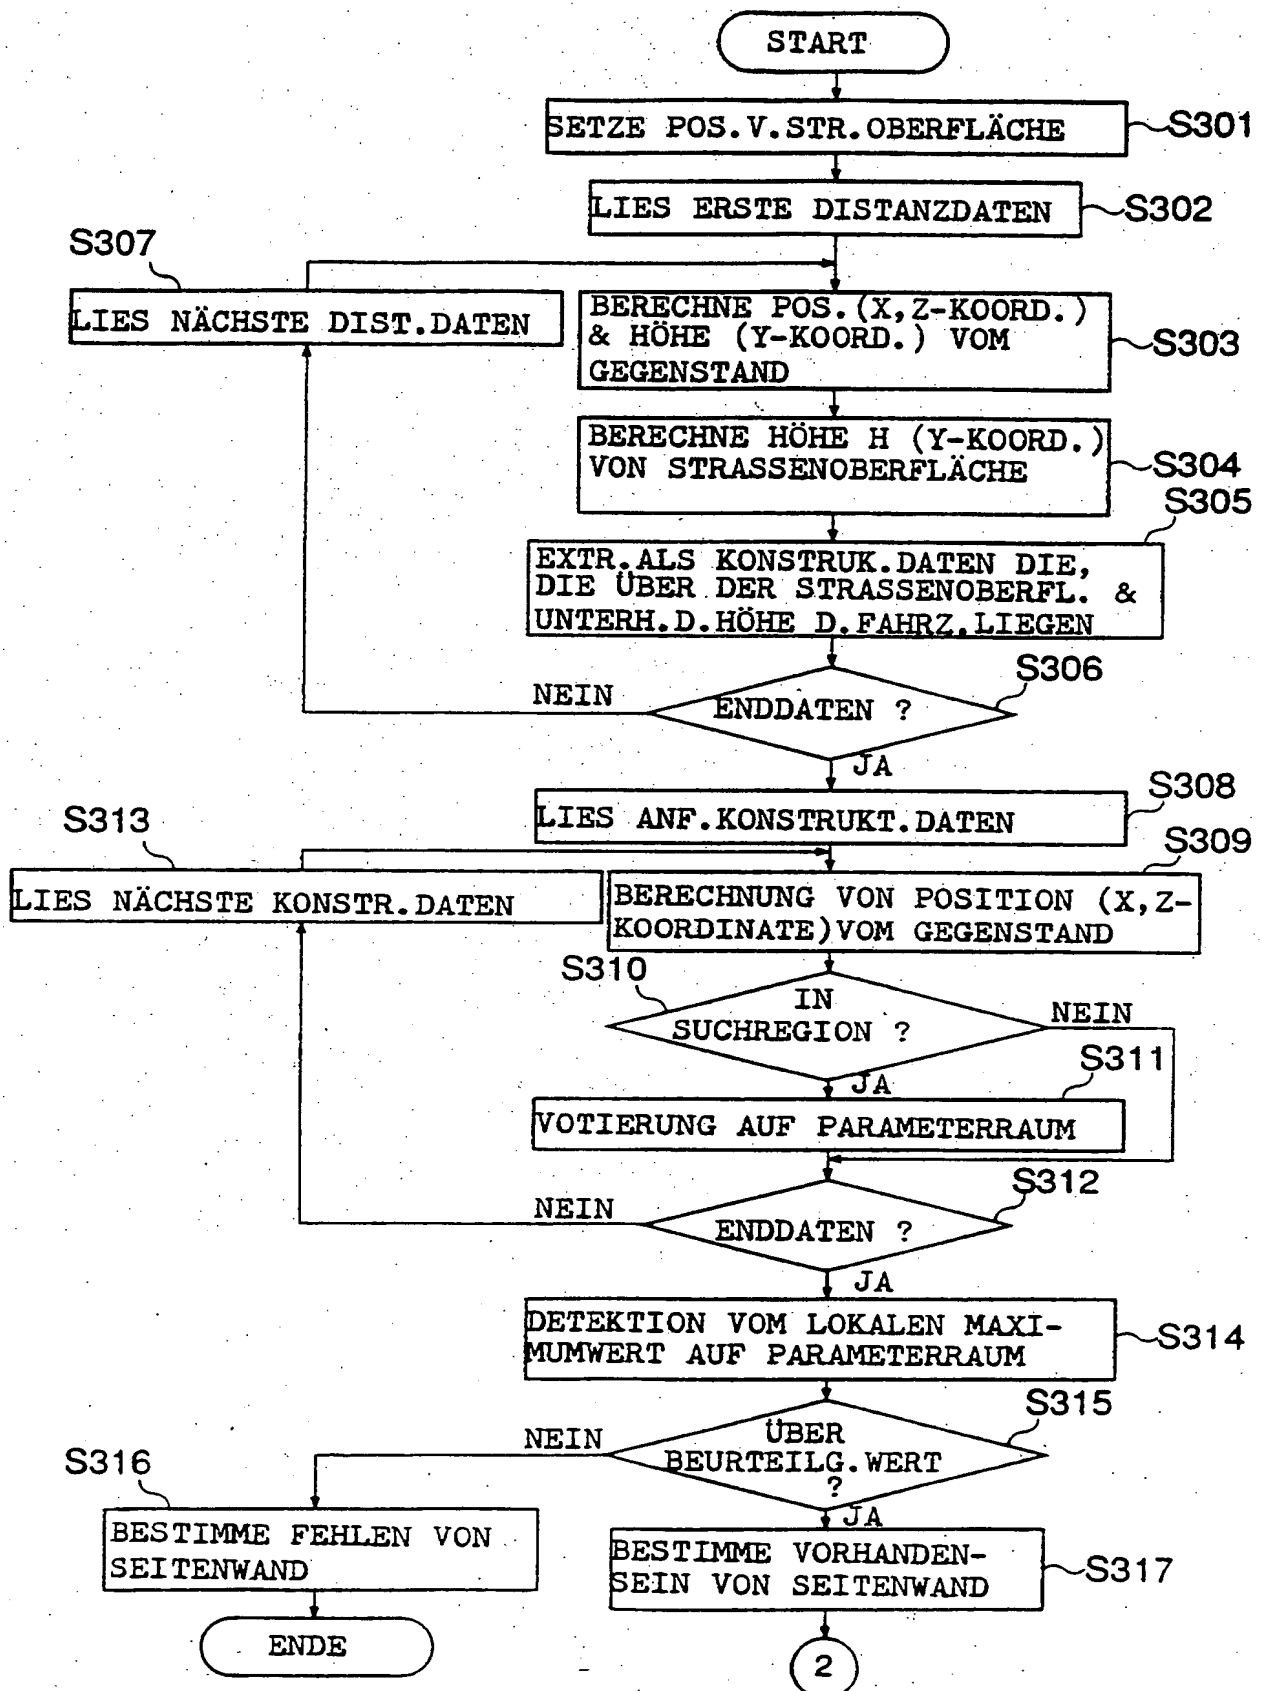 START
SETZE POS.V.STR.OBERFLÄCHE
S301
LIES ERSTE DISTANZDATEN
S302
S307
LIES NÄCHSTE DIST.DATEN
BERECHNE POS.(X,Z-KOORD.)
& HÖHE (Y-KOORD.) VOM
GEGENSTAND
S303
BERECHNE HÖHE H (Y-KOORD.)
VON STRASSENOBERFLÄCHE
S304
S305
EXTR.ALS KONSTRUK.DATEN DIE,
DIE ÜBER DER STRASSENOBERFL. &
UNTERH.D.HÖHE D.FAHRZ.LIEGEN
S306
NEIN
ENDDATEN ?
JA
S308
LIES ANF.KONSTRUKT.DATEN
S313
S309
LIES NÄCHSTE KONSTR.DATEN
BERECHNUNG VON POSITION (X,Z-
KOORDINATE)VOM GEGENSTAND
S310
IN
SUCHREGION ?
NEIN
S311
JA
VOTIERUNG AUF PARAMETERRAUM
S312
NEIN
ENDDATEN ?
JA
DETEKTION VOM LOKALEN MAXI-
MUMWERT AUF PARAMETERRAUM
S314
S315
NEIN
ÜBER
BEURTEILG.WERT
?
S316
JA
BESTIMME FEHLEN VON
SEITENWAND
BESTIMME VORHANDEN-
SEIN VON SEITENWAND
S317
ENDE
2